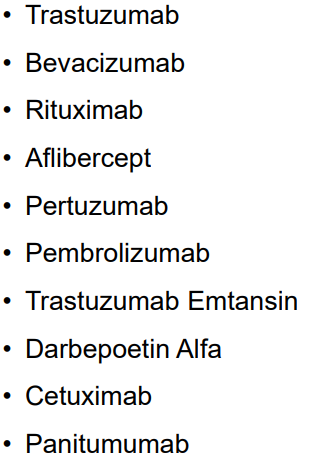 • Trastuzumab
• Bevacizumab
• Rituximab
• Aflibercept
• Pertuzumab
• Pembrolizumab
• Trastuzumab Emtansin
• Darbepoetin Alfa
• Cetuximab
• Panitumumab